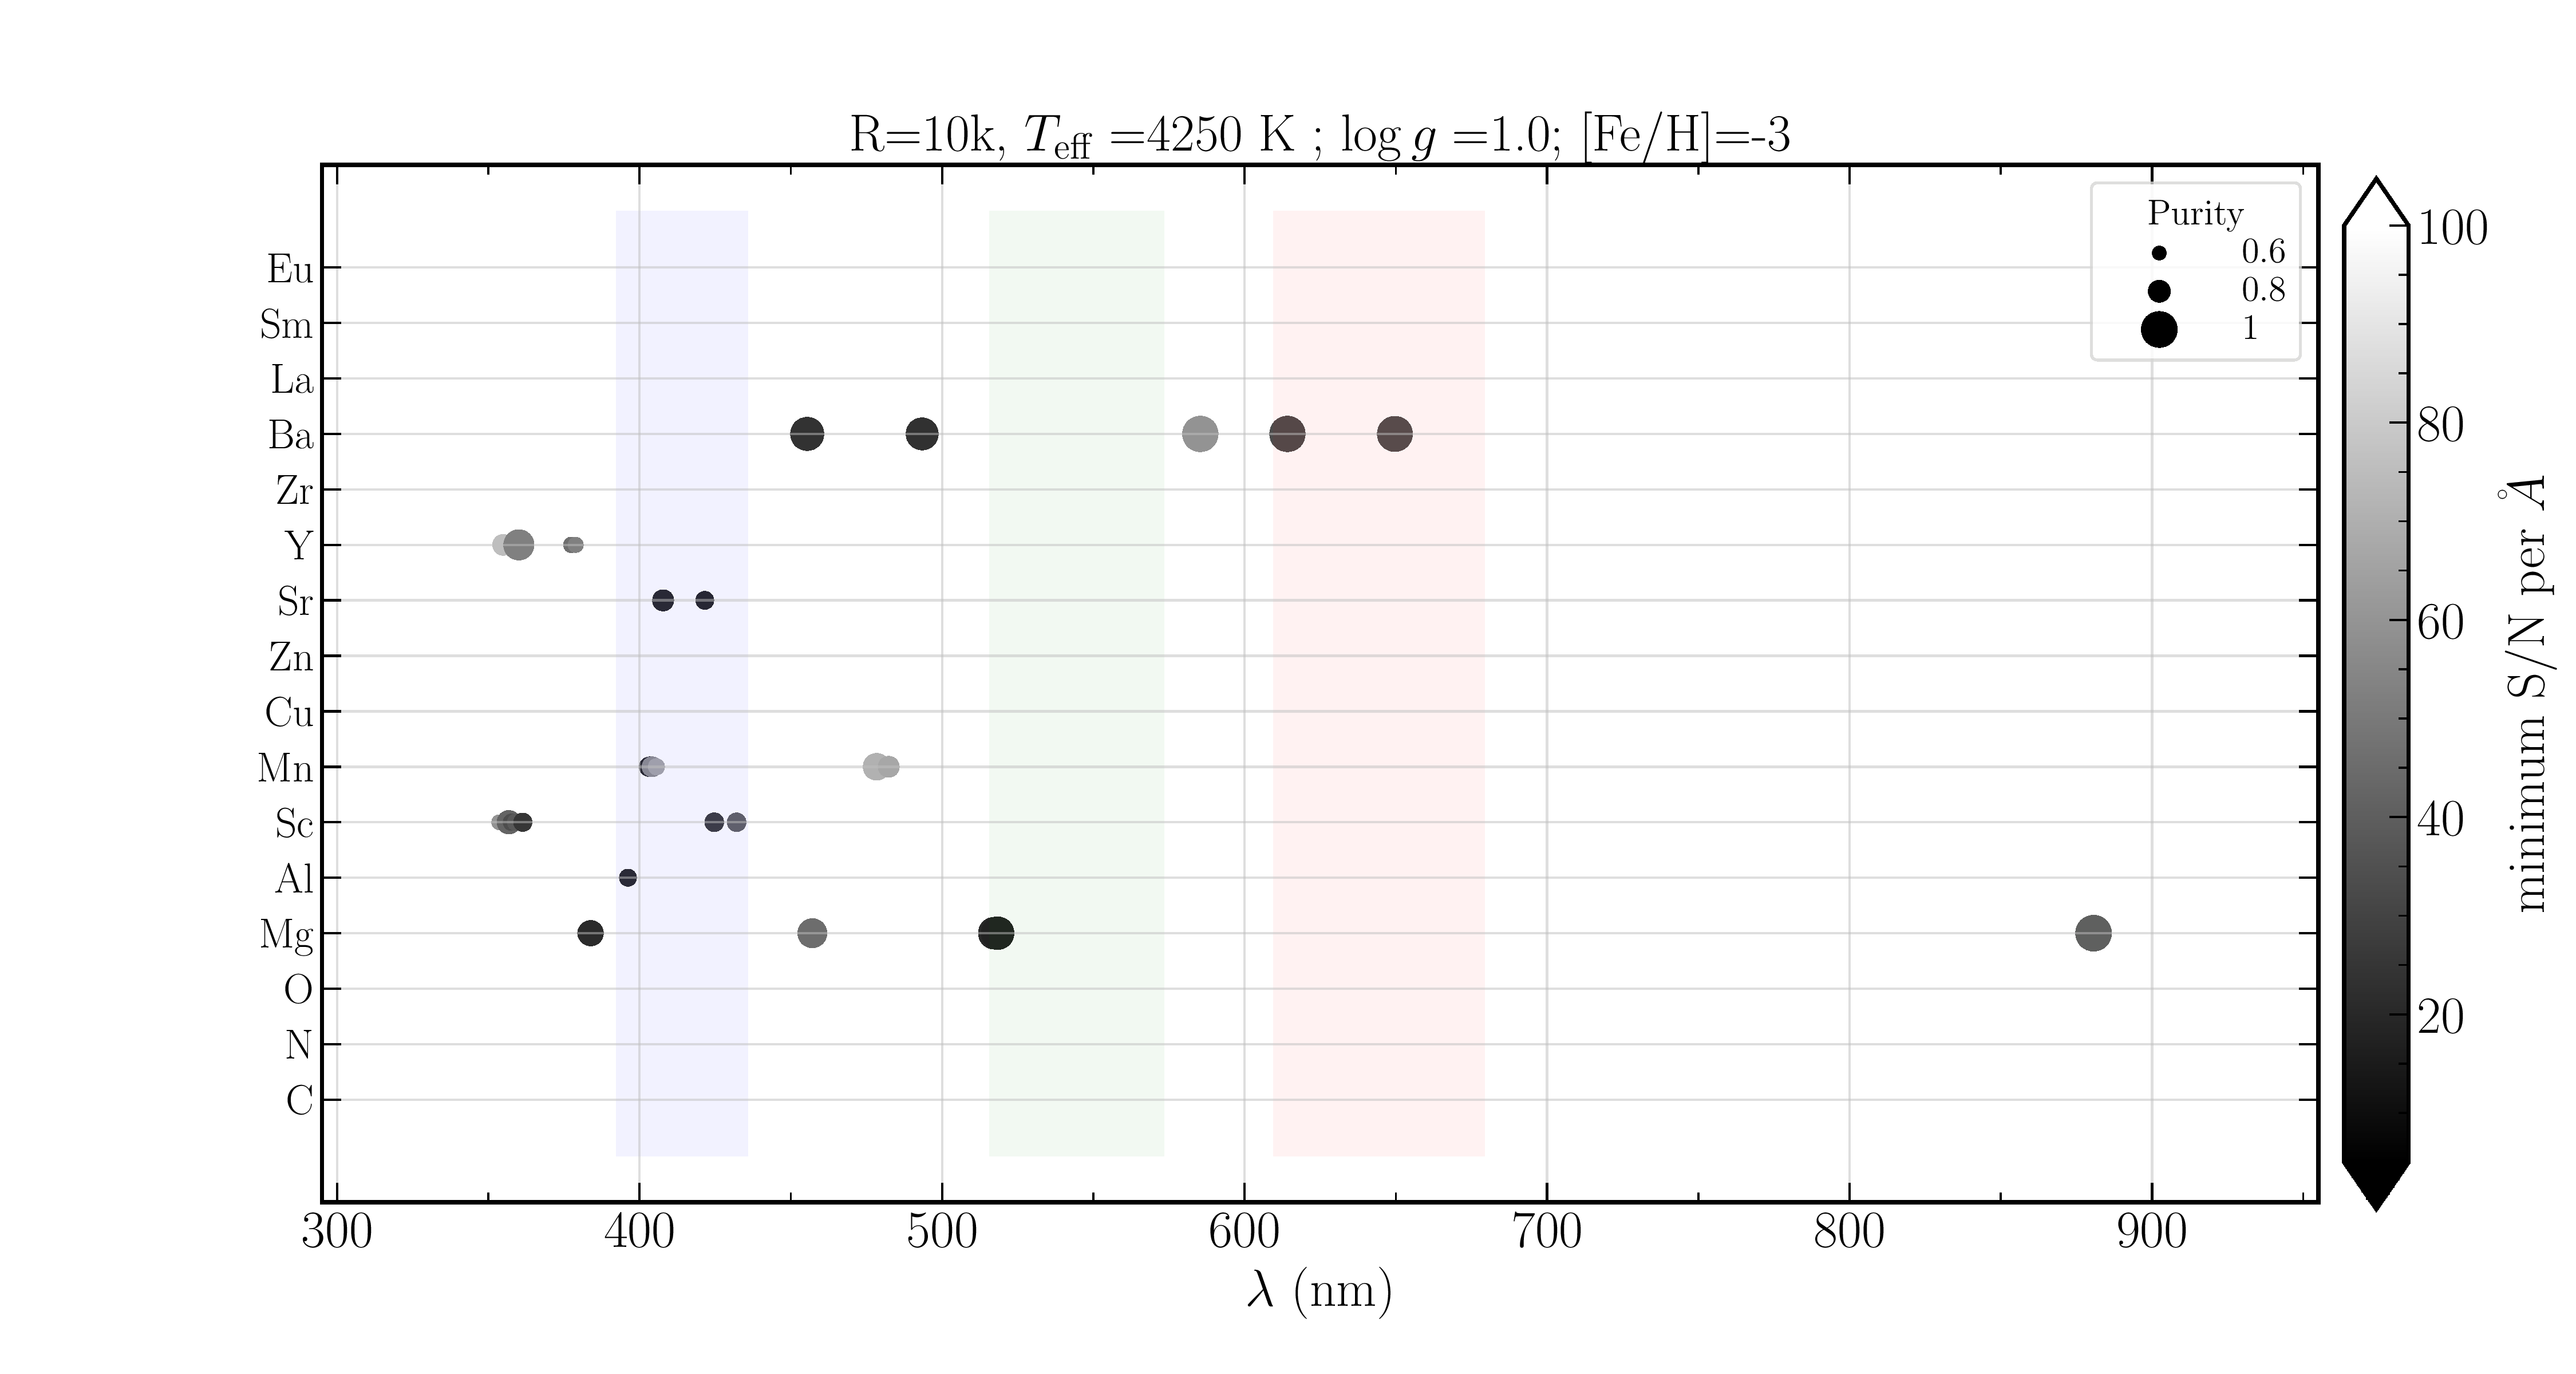 R=10k, T_eff =4250 K ; log g =1.0; [Fe/H]=-3
Purity
0.6
0.8
1
Eu
Sm
La
Ba
Zr
Y
Sr
Zn
Cu
Mn
Sc
Al
Mg
O
N
C
300 400 500 600 700 800 900
λ (nm)
100
80
60
40
20
minimum S/N per Å